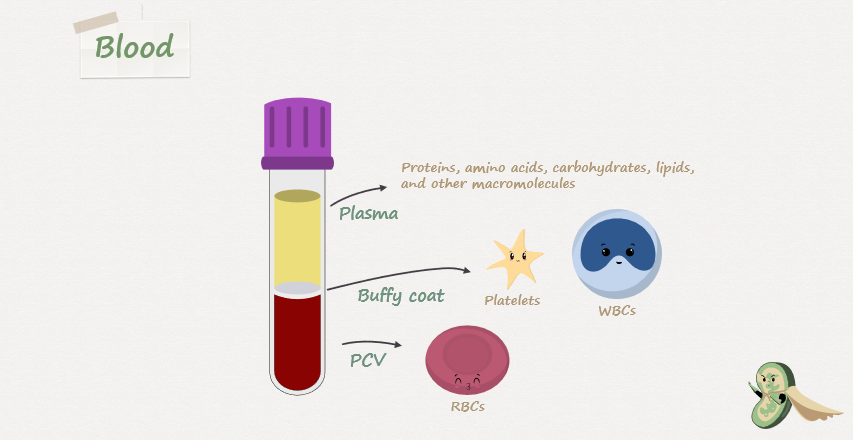 Blood
Proteins, amino acids, carbohydrates, lipids,
and other macromolecules
Plasma
Buffy coat
Platelets
WBCs
PCV
RBCs